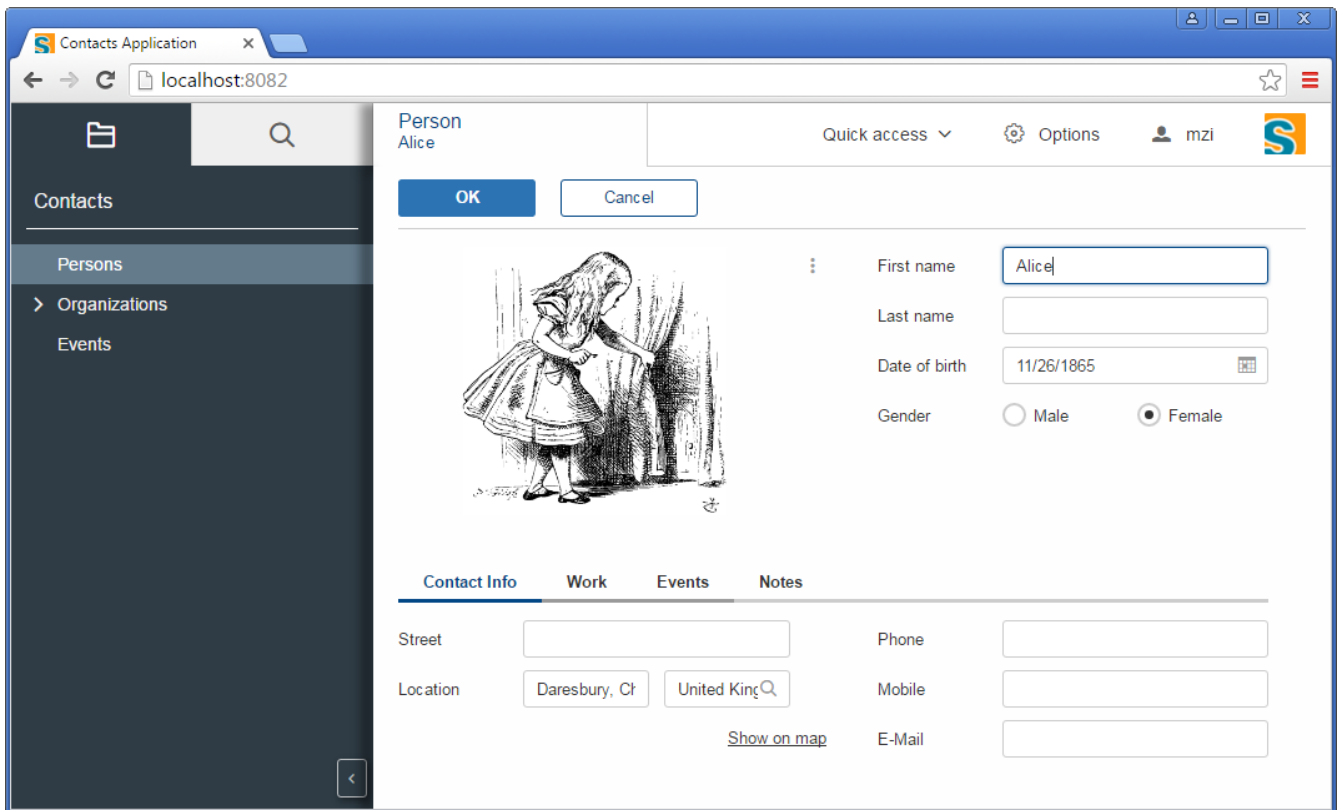 Contacts Application
localhost:8082
Person
Alice
Quick access
Options
mzi
Contacts
OK
Cancel
Persons
Organizations
Events
First name
Alice
Last name
Date of birth
11/26/1865
Gender
Male
Female
Contact Info
Work
Events
Notes
Street
Phone
Location
Daresbury, Ch
United King
Mobile
Show on map
E-Mail